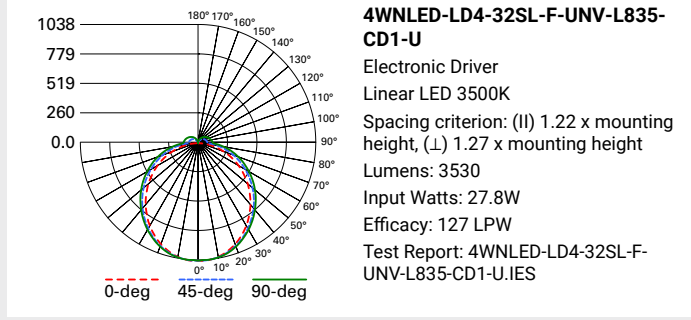 1038
779
519
260
0.0
180° 170° 160° 150° 140° 130° 120° 110° 100° 90° 80° 70° 60° 50° 40° 30° 20° 10° 0°
0-deg 45-deg 90-deg
4WNLED-LD4-32SL-F-UNV-L835-
CD1-U
Electronic Driver
Linear LED 3500K
Spacing criterion: (II) 1.22 x mounting
height, (⊥) 1.27 x mounting height
Lumens: 3530
Input Watts: 27.8W
Efficacy: 127 LPW
Test Report: 4WNLED-LD4-32SL-F-
UNV-L835-CD1-U.IES